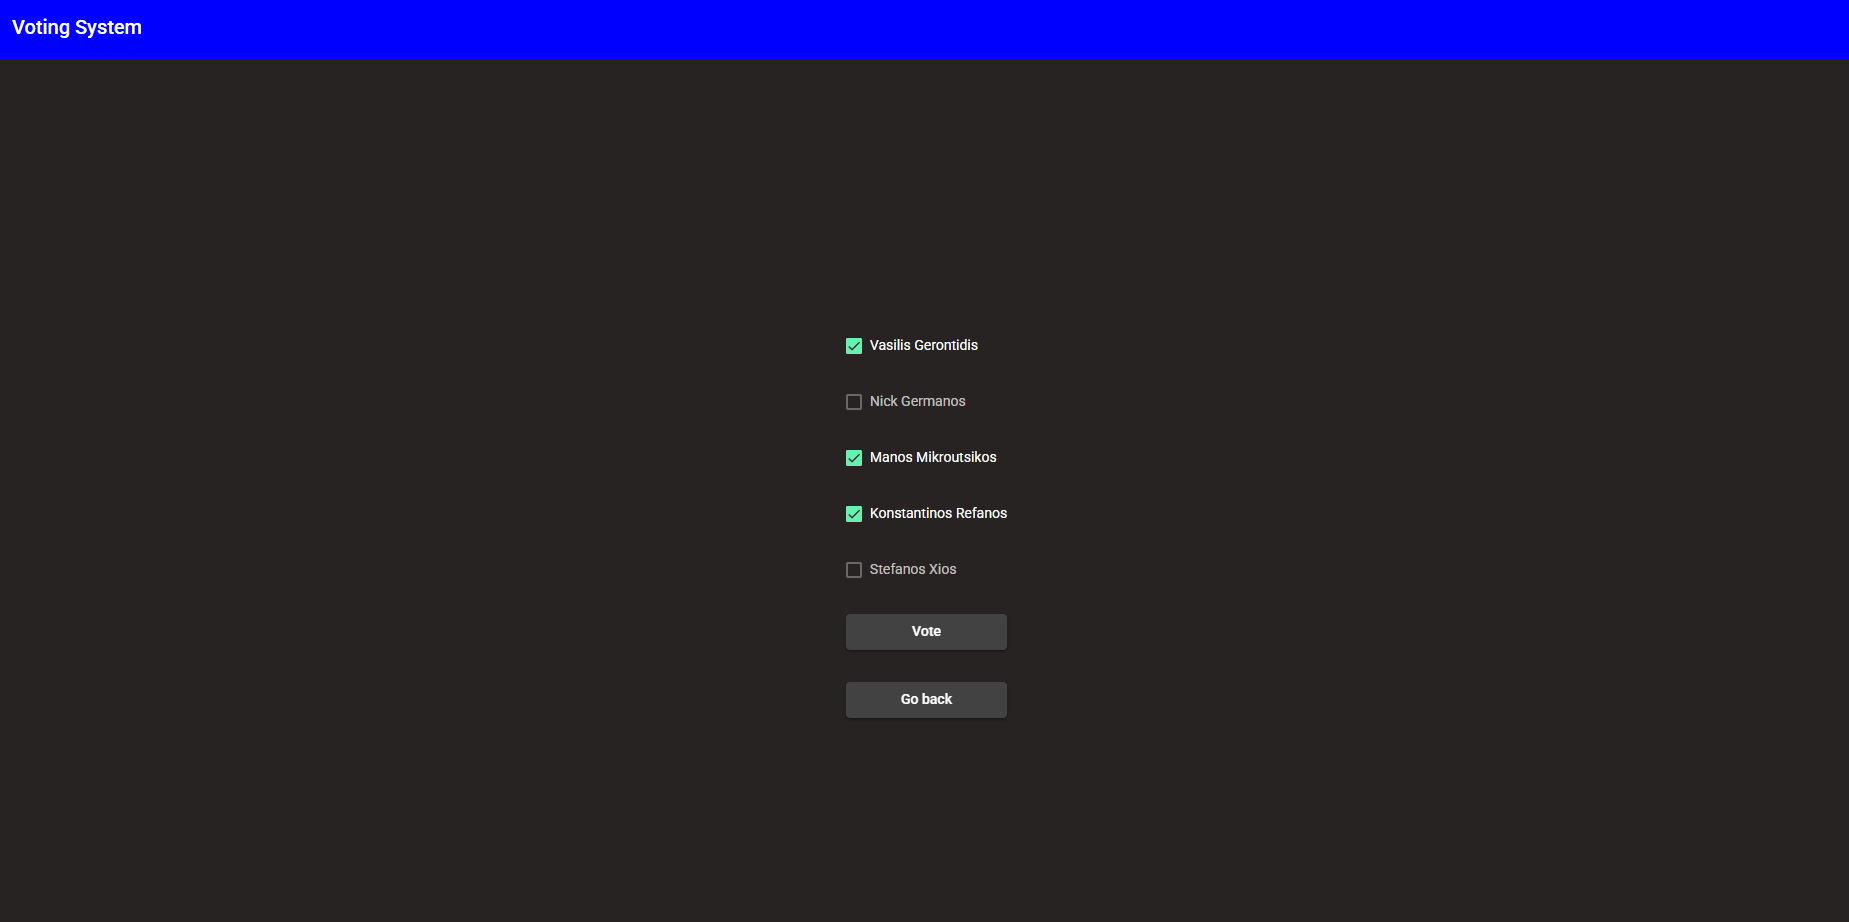 Voting System
Vasilis Gerontidis
Nick Germanos
Manos Mikroutsikos
Konstantinos Refanos
Stefanos Xios
Vote
Go back